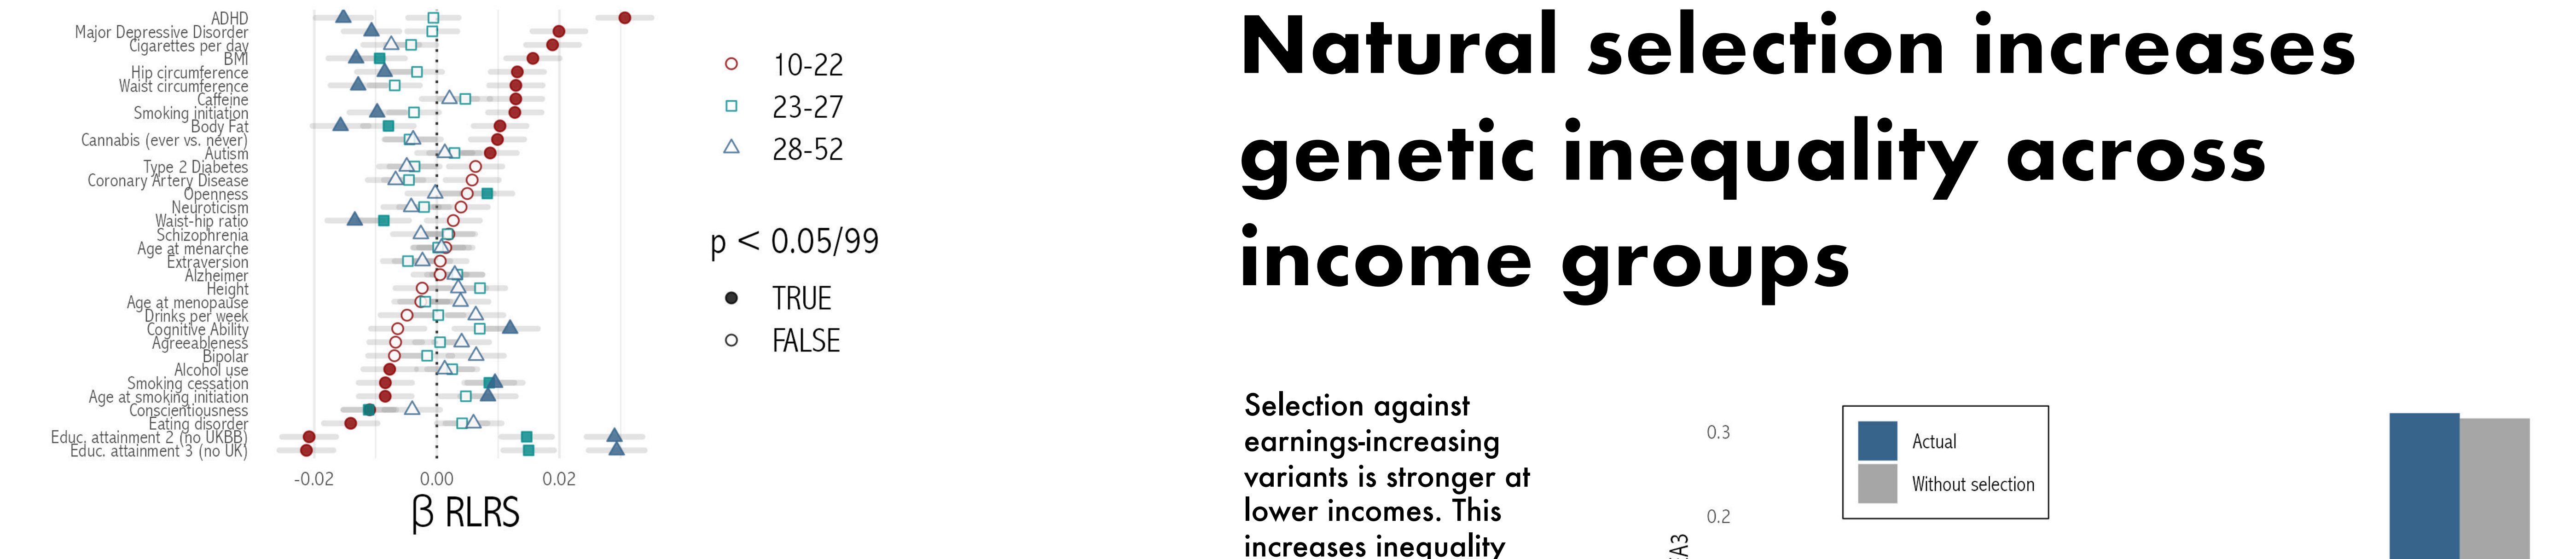 ADHD
Major Depressive Disorder
Cigarettes per day
BMI
Hip circumference
Waist circumference
Caffeine
Smoking initiation
Body Fat
Cannabis (ever vs. never)
Autism
Type 2 Diabetes
Coronary Artery Disease
Openness
Neuroticism
Waist-hip ratio
Schizophrenia
Age at menarche
Extraversion
Alzheimer
Height
Age at menopause
Drinks per week
Cognitive Ability
Agreeableness
Bipolar
Alcohol use
Smoking cessation
Age at smoking initiation
Conscientiousness
Eating disorder
Educ. attainment 2 (no UKBB)
Educ. attainment 3 (no UK)
-0.02 0.00 0.02
β RLRS
10-22
23-27
28-52
p < 0.05/99
TRUE
FALSE
Natural selection increases
genetic inequality across
income groups
Selection against
earnings-increasing
variants is stronger at
lower incomes. This
increases inequality
0.3
0.2
Actual
Without selection